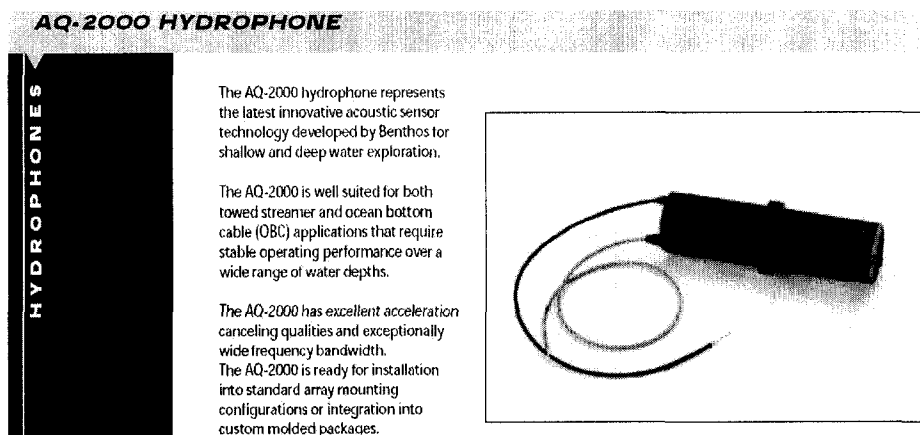 AQ-2000 HYDROPHONE
HYDROPHONES
The AQ-2000 hydrophone represents
the latest innovative acoustic sensor
technology developed by Benthos for
shallow and deep water exploration.
The AQ-2000 is well suited for both
towed streamer and ocean bottom
cable (OBC) applications that require
stable operating performance over a
wide range of water depths.
The AQ-2000 has excellent acceleration
canceling qualities and exceptionally
wide frequency bandwidth.
The AQ-2000 is ready for installation
into standard array mounting
configurations or integration into
custom molded packages.